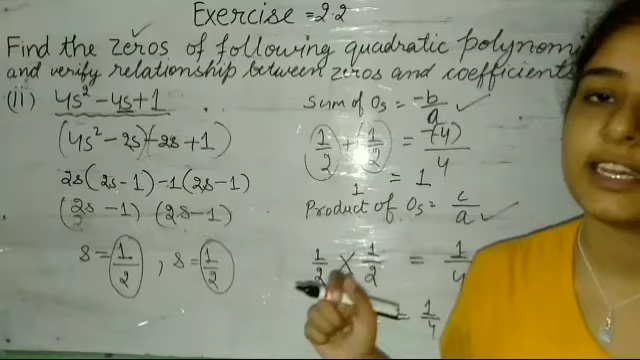 Exercise = 2.2
Find the zeros of following quadratic polynomi
and verify relationship between zeros and coefficients
(ii) 4s² - 4s + 1
(4s² - 2s)(-2s + 1)
2s(2s - 1) - 1(2s - 1)
(2s - 1) (2s - 1)
s = 1/2 , s = 1/2
Sum of 0s = -b/a
1/2 + 1/2 = -(4)/4
1 = 1
Product of 0s = c/a
1/2 × 1/2 = 1/4
= 1/4